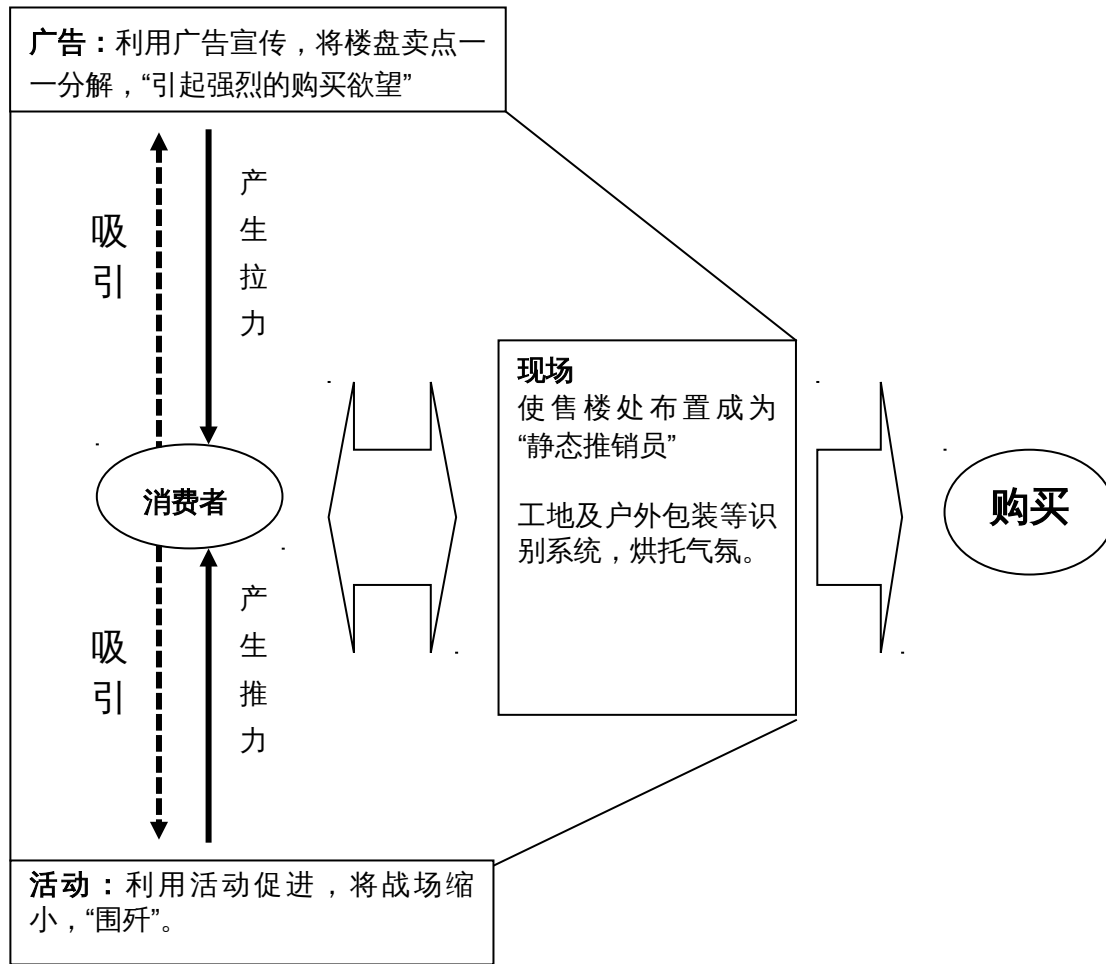 广告：利用广告宣传，将楼盘卖点一
一分解，“引起强烈的购买欲望”
吸
引
产
生
拉
力
现场
使售楼处布置成为
“静态推销员”
工地及户外包装等识
别系统，烘托气氛。
消费者
购买
吸
引
产
生
推
力
活动：利用活动促进，将战场缩
小，“围歼”。